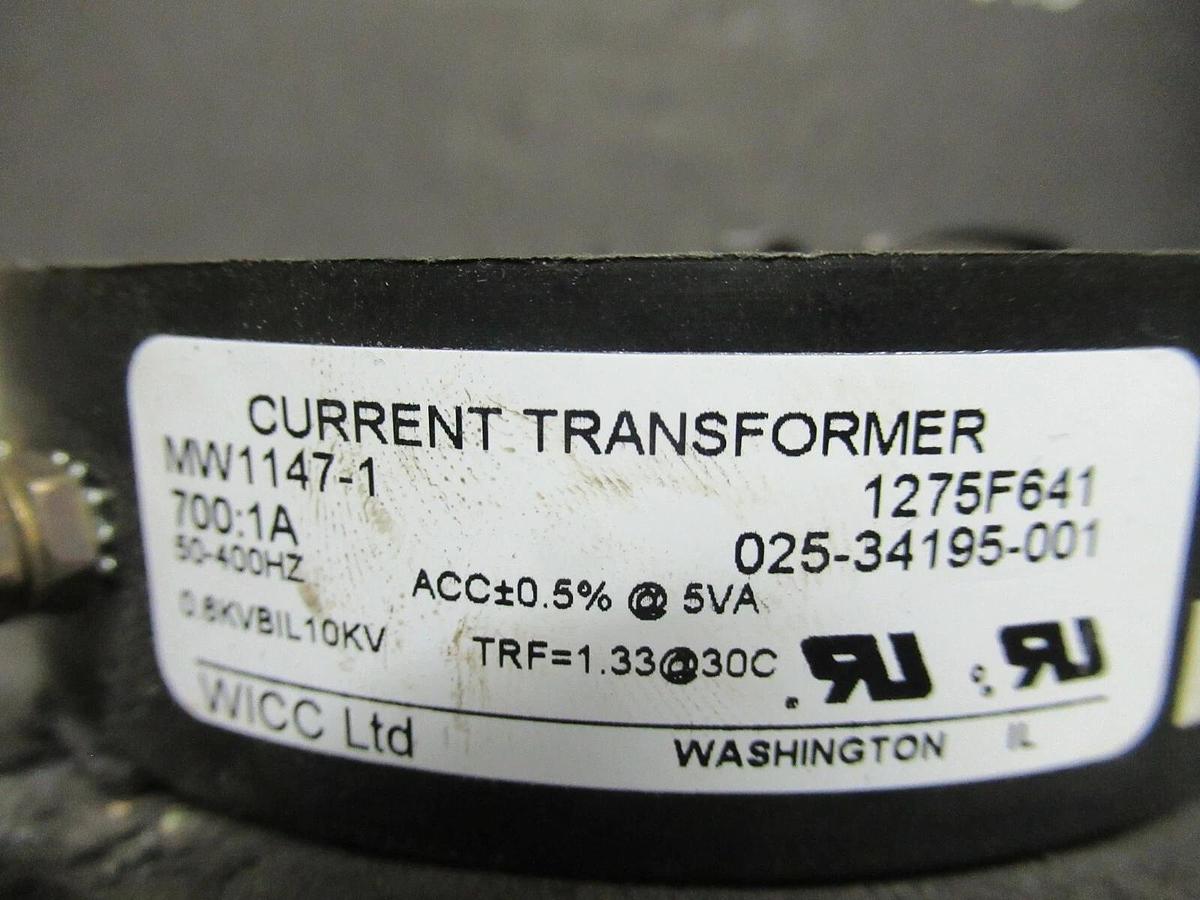 CURRENT TRANSFORMER
MW1147-1
1275F641
700:1A
025-34195-001
50-400HZ
ACC±0.5% @ 5VA
0.6KVBIL10KV
TRF=1.33@30C
WICC Ltd
WASHINGTON IL